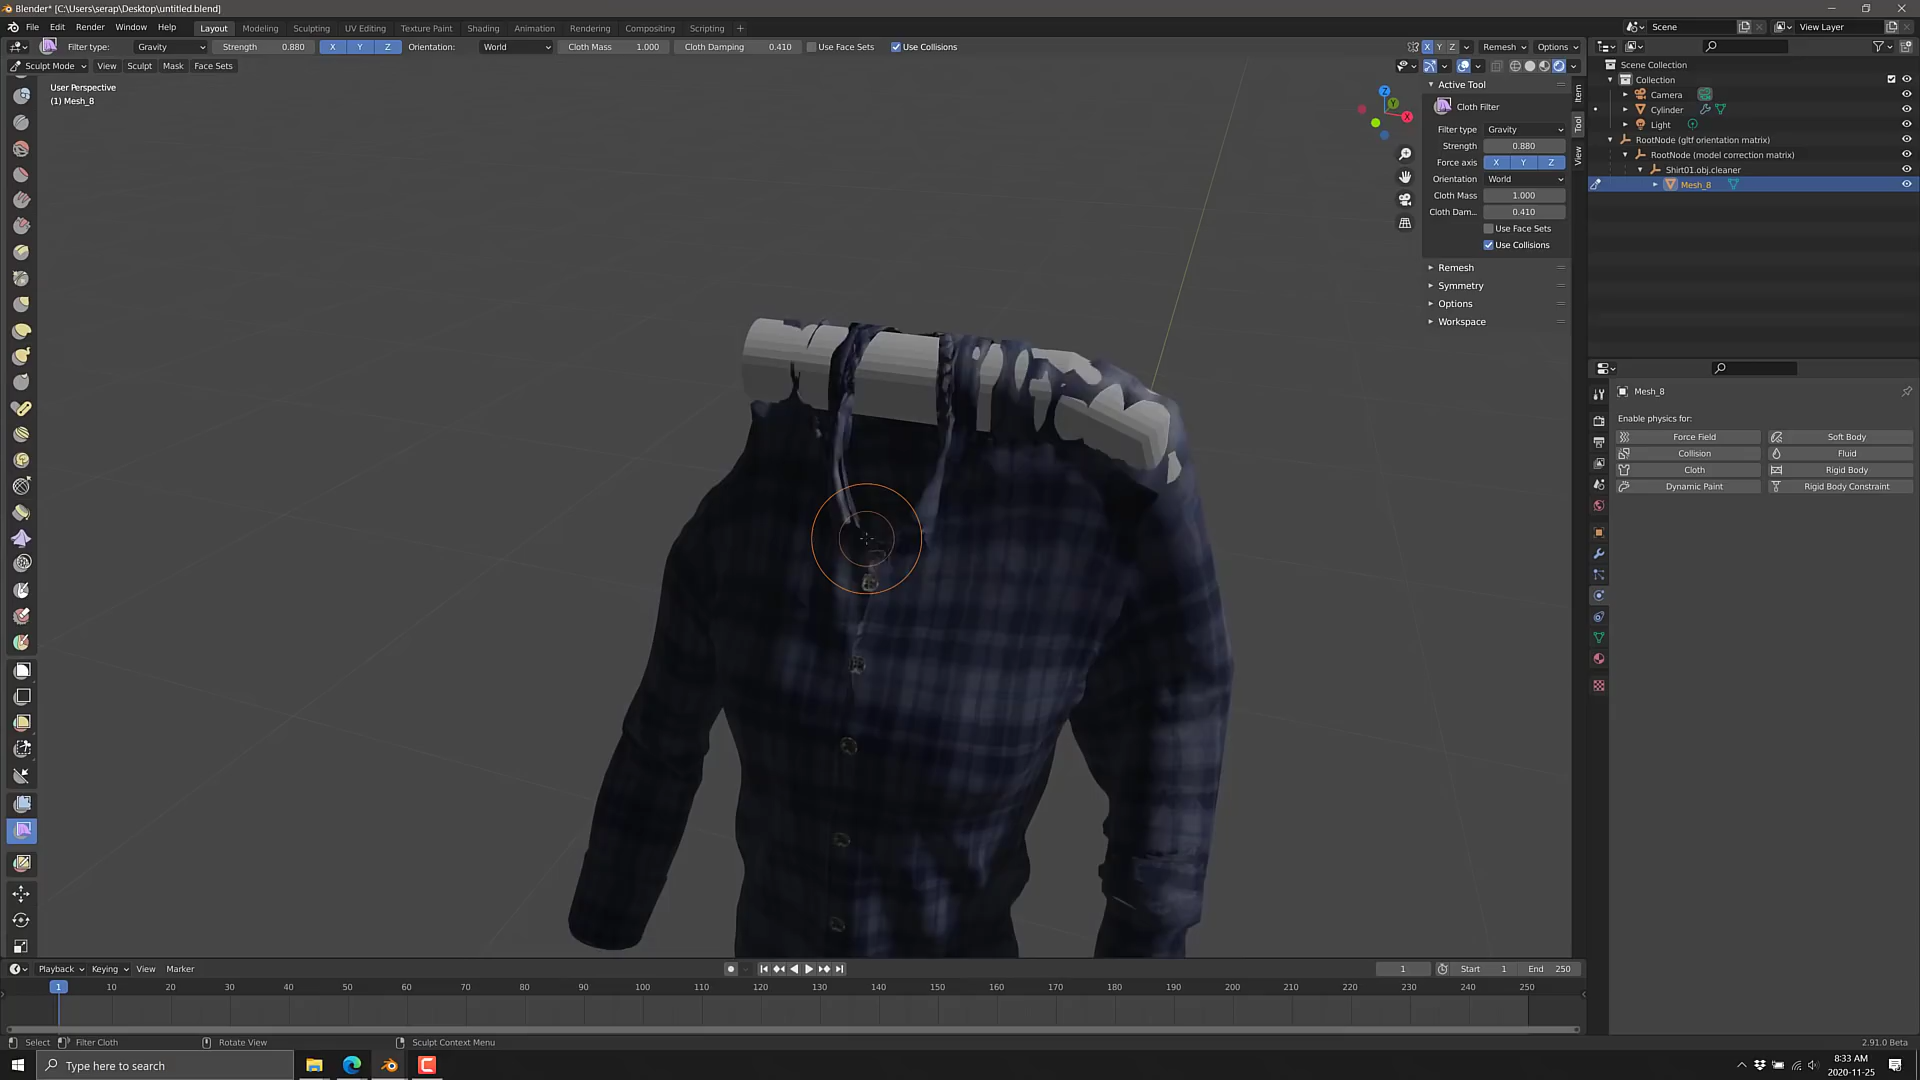 Blender* [C:\Users\serap\Desktop\untitled.blend]
File Edit Render Window Help Layout Modeling Sculpting UV Editing Texture Paint Shading Animation Rendering Compositing Scripting + Scene View Layer
Filter type: Gravity Strength 0.880 X Y Z Orientation: World Cloth Mass 1.000 Cloth Damping 0.410 Use Face Sets Use Collisions X Y Z Remesh Options
Sculpt Mode View Sculpt Mask Face Sets
User Perspective
(1) Mesh_8
Z
Y
X
Active Tool
Cloth Filter
Filter type Gravity
Strength 0.880
Force axis X Y Z
Orientation World
Cloth Mass 1.000
Cloth Dam... 0.410
Use Face Sets
Use Collisions
Remesh
Symmetry
Options
Workspace
Item
Tool
View
Scene Collection
Collection
Camera
Cylinder
Light
RootNode (gltf orientation matrix)
RootNode (model correction matrix)
Shirt01.obj.cleaner
Mesh_8
Mesh_8
Enable physics for:
Force Field Soft Body
Collision Fluid
Cloth Rigid Body
Dynamic Paint Rigid Body Constraint
Playback Keying View Marker 1 Start 1 End 250
1 10 20 30 40 50 60 70 80 90 100 110 120 130 140 150 160 170 180 190 200 210 220 230 240 250
Select Filter Cloth Rotate View Sculpt Context Menu 2.91.0 Beta
Type here to search
8:33 AM
2020-11-25